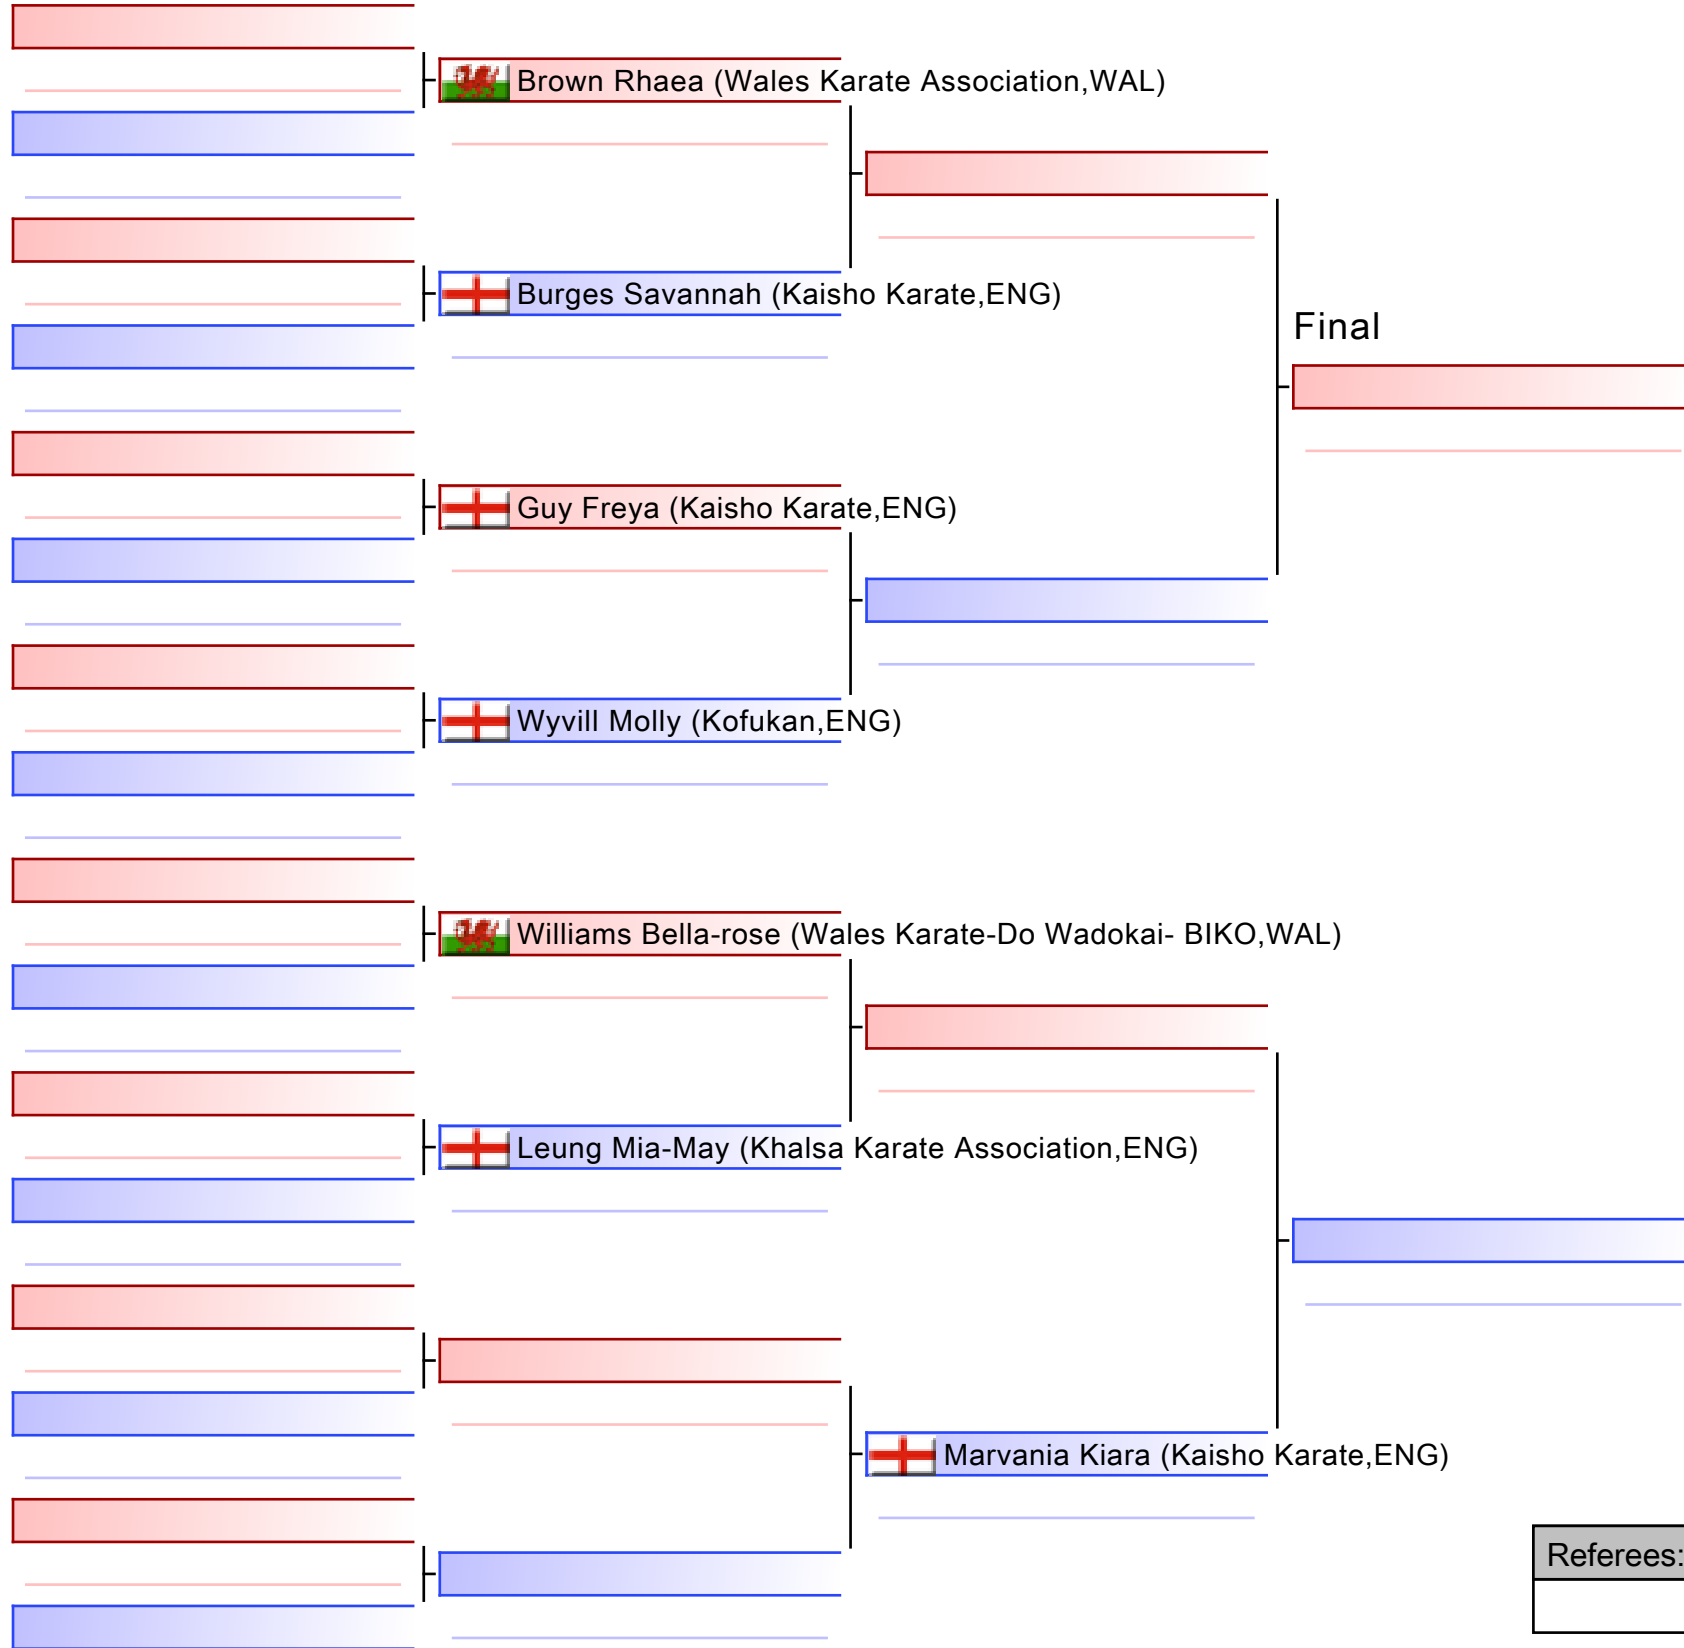 Brown Rhaea (Wales Karate Association,WAL)
Burges Savannah (Kaisho Karate,ENG)
Final
Guy Freya (Kaisho Karate,ENG)
Wyvill Molly (Kofukan,ENG)
Williams Bella-rose (Wales Karate-Do Wadokai- BIKO,WAL)
Leung Mia-May (Khalsa Karate Association,ENG)
Marvania Kiara (Kaisho Karate,ENG)
Referees: